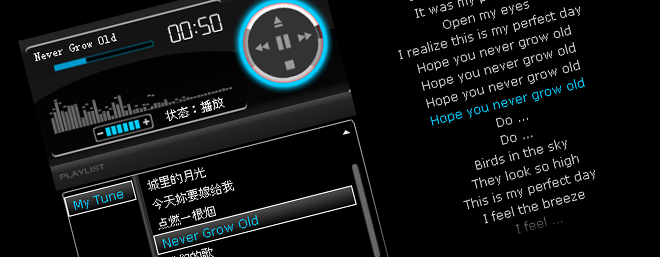 Never Grow Old
00:50
状态：播放
PLAYLIST
My Tune
城里的月光
今天妳要嫁给我
点燃一根烟
Never Grow Old
们的歌
It was my
Open my eyes
I realize this is my perfect day
Hope you never grow old
Hope you never grow old
Hope you never grow old
Hope you never grow old
Do ...
Do ...
Birds in the sky
They look so high
This is my perfect day
I feel the breeze
I feel ...